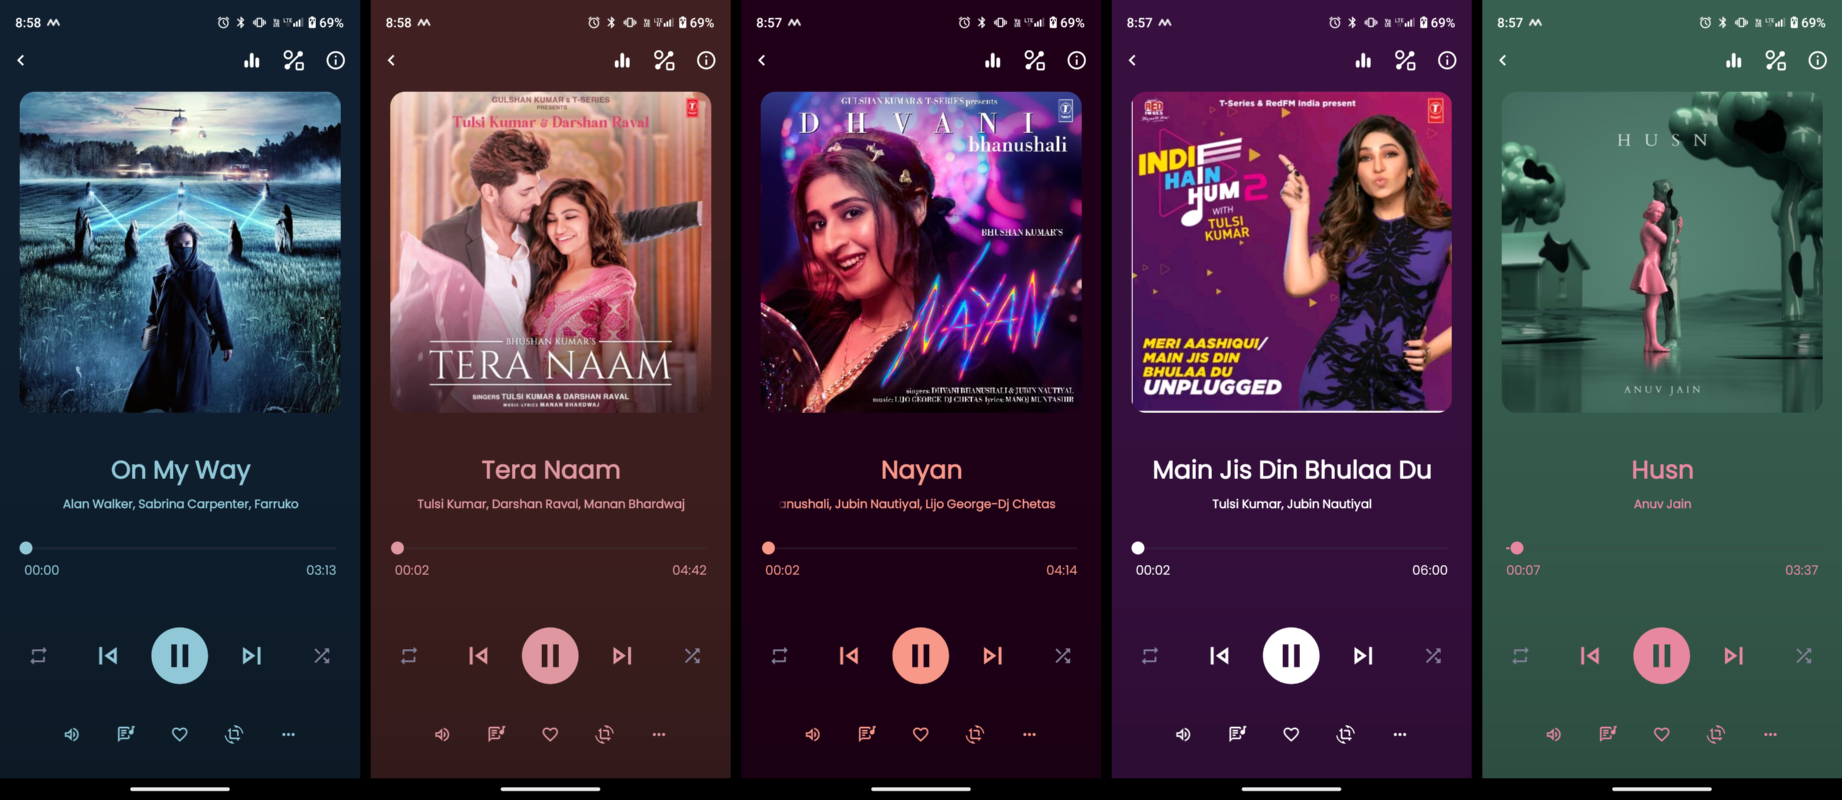 8:58
69%
On My Way
Alan Walker, Sabrina Carpenter, Farruko
00:00
03:13
8:58
69%
GULSHAN KUMAR & T-SERIES
PRESENTS
Tulsi Kumar & Darshan Raval
BHUSHAN KUMAR'S
TERA NAAM
SINGERS TULSI KUMAR & DARSHAN RAVAL
MUSIC-LYRICS MANAN BHARDWAJ
Tera Naam
Tulsi Kumar, Darshan Raval, Manan Bhardwaj
00:02
04:42
8:57
69%
GULSHAN KUMAR & T-SERIES presents
DHVANI
bhanushali
BHUSHAN KUMAR'S
NAYAN
singers: DHVANI BHANUSHALI & JUBIN NAUTIYAL
music: LIJO GEORGE-DJ CHETAS lyrics: MANOJ MUNTASHIR
Nayan
anushali, Jubin Nautiyal, Lijo George-Dj Chetas
00:02
04:14
8:57
69%
T-Series & RedFM India present
INDIE
HAIN
HUM 2
WITH
TULSI
KUMAR
MERI AASHIQUI/
MAIN JIS DIN
BHULAA DU
UNPLUGGED
Main Jis Din Bhulaa Du
Tulsi Kumar, Jubin Nautiyal
00:02
06:00
8:57
69%
HUSN
ANUV JAIN
Husn
Anuv Jain
00:07
03:37